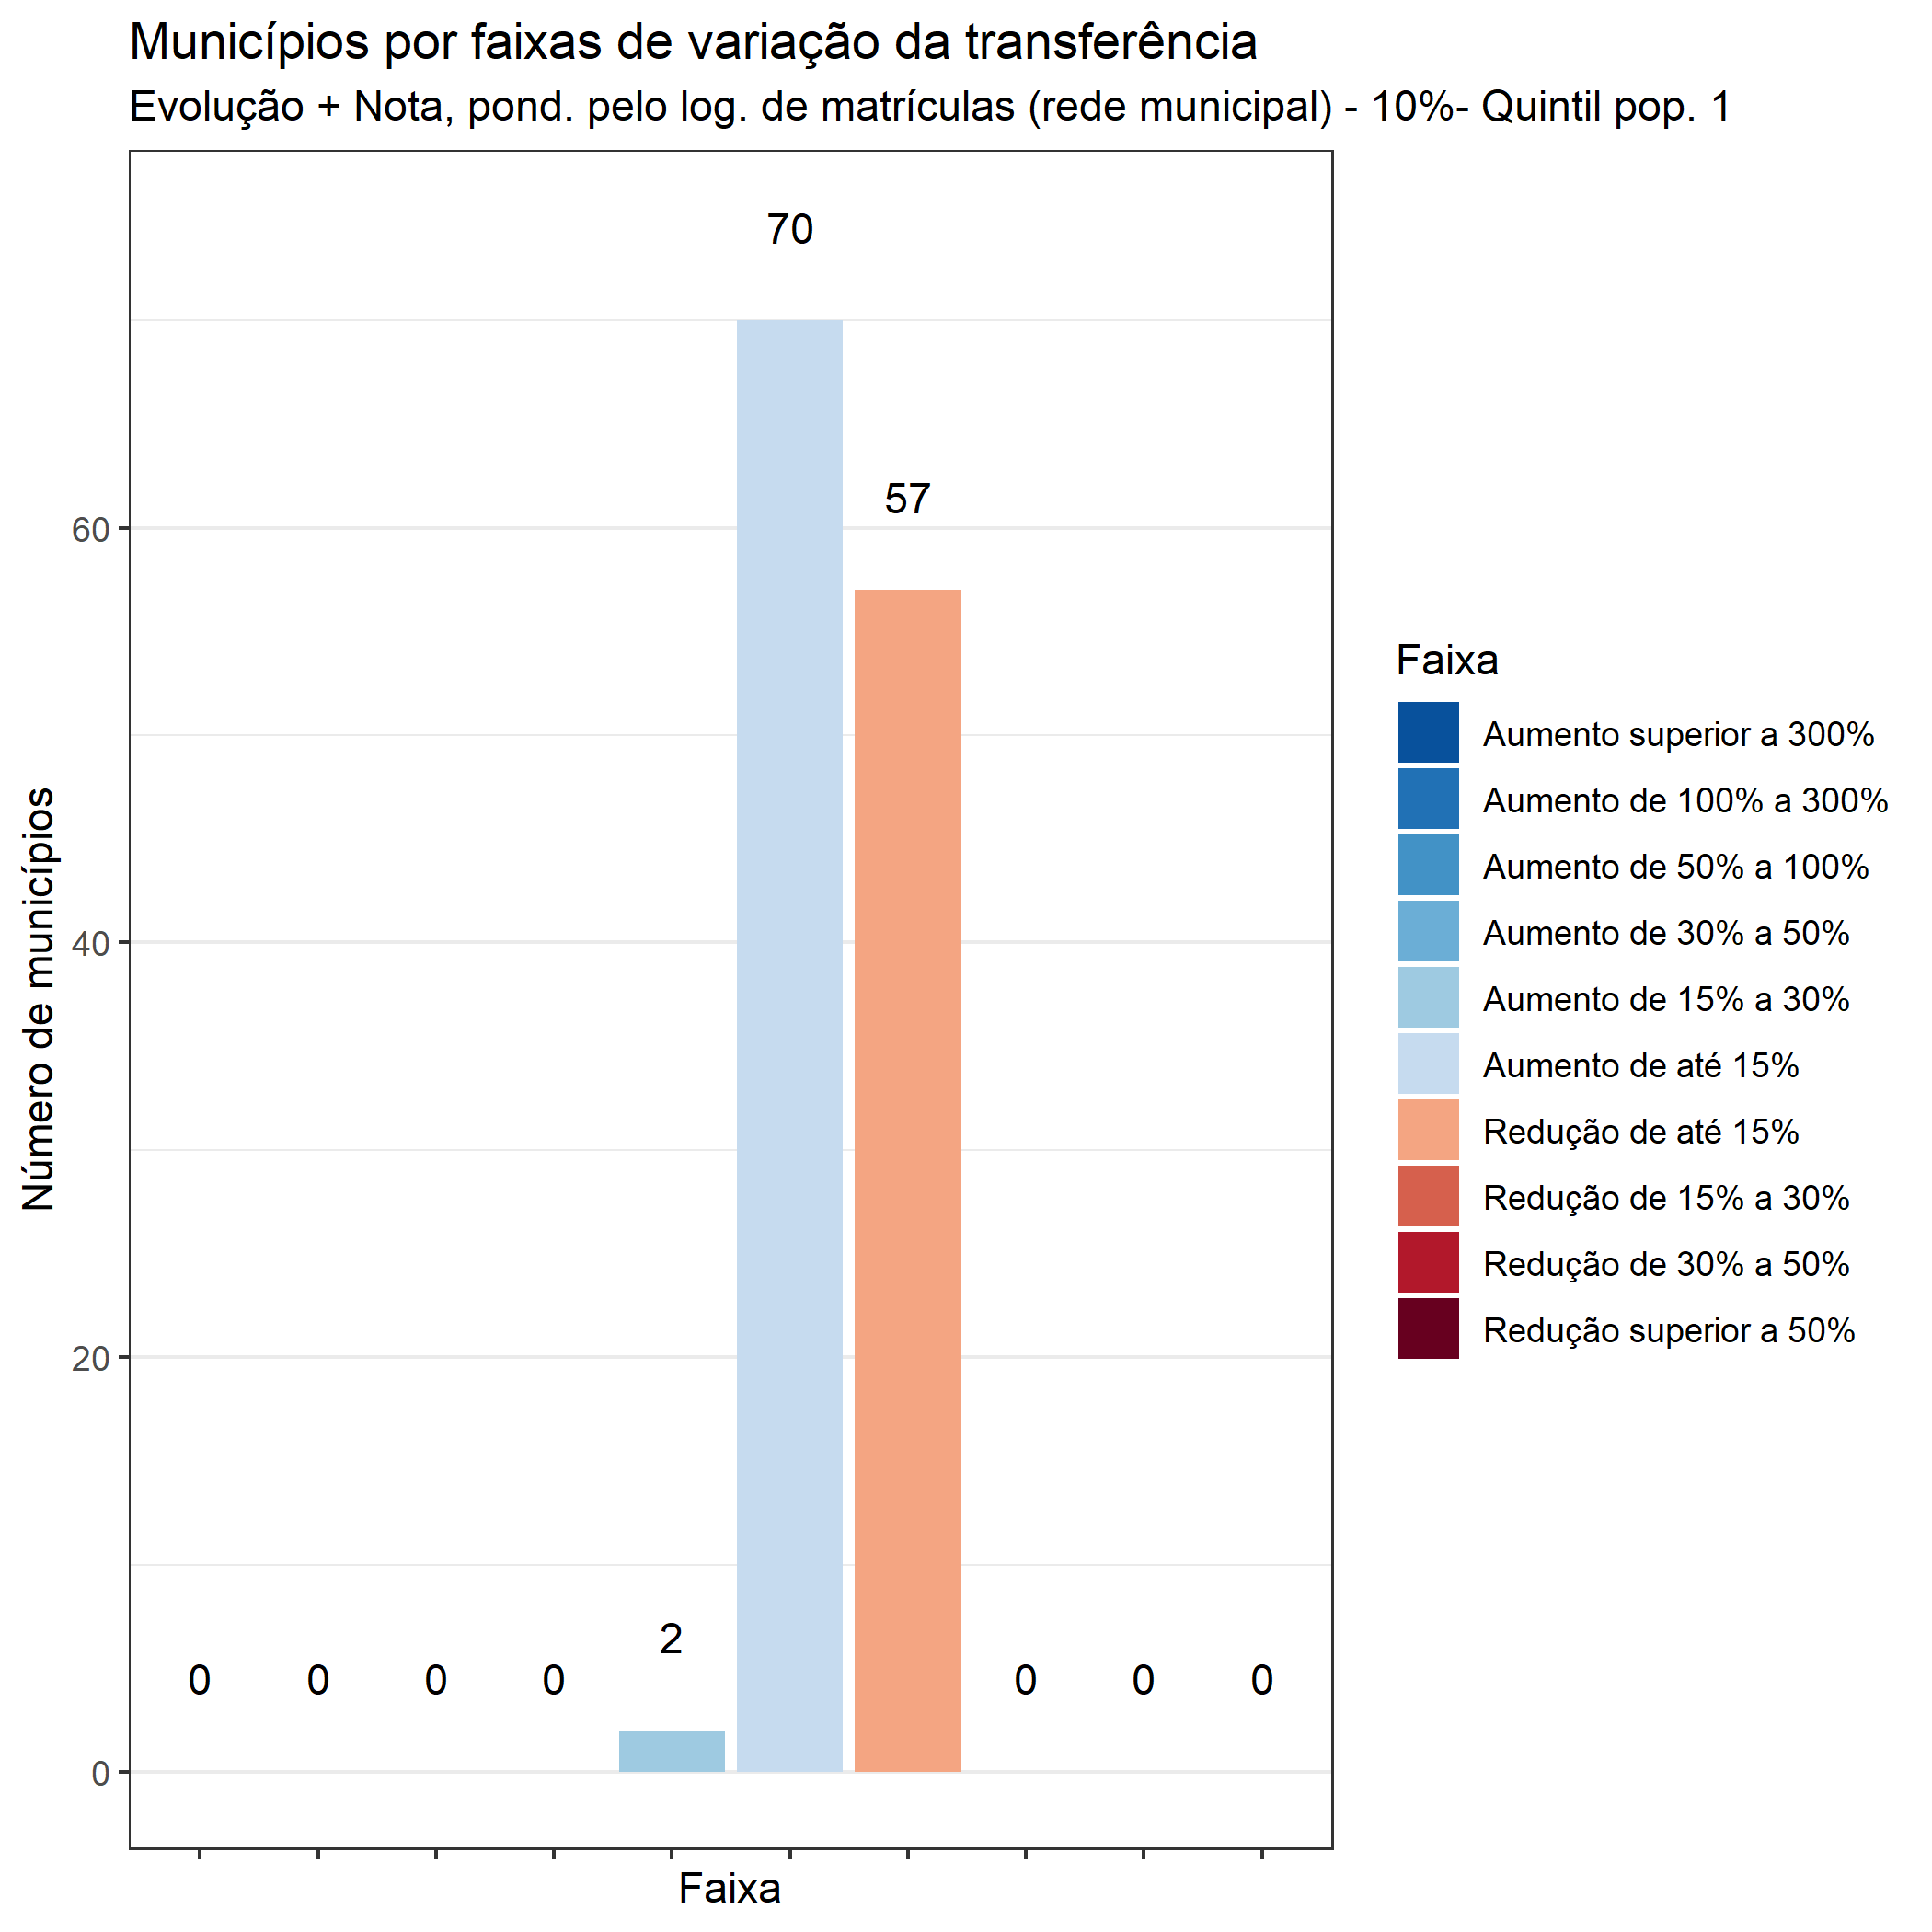 Municípios por faixas de variação da transferência
Evolução + Nota, pond. pelo log. de matrículas (rede municipal) - 10%- Quintil pop. 1
70
57
2
0 0 0 0 0 0 0
60
40
20
0
Número de municípios
Faixa
Faixa
Aumento superior a 300%
Aumento de 100% a 300%
Aumento de 50% a 100%
Aumento de 30% a 50%
Aumento de 15% a 30%
Aumento de até 15%
Redução de até 15%
Redução de 15% a 30%
Redução de 30% a 50%
Redução superior a 50%